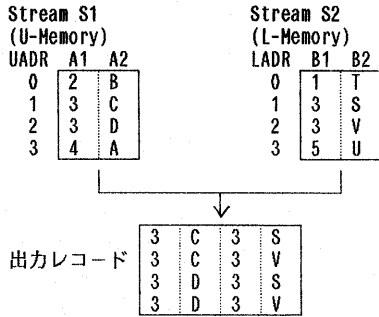 Stream S1 Stream S2
(U-Memory) (L-Memory)
UADR A1 A2 LADR B1 B2
0 2 B 0 1 T
1 3 C 1 3 S
2 3 D 2 3 V
3 4 A 3 5 U
3 C 3 S
出力レコード 3 C 3 V
3 D 3 S
3 D 3 V